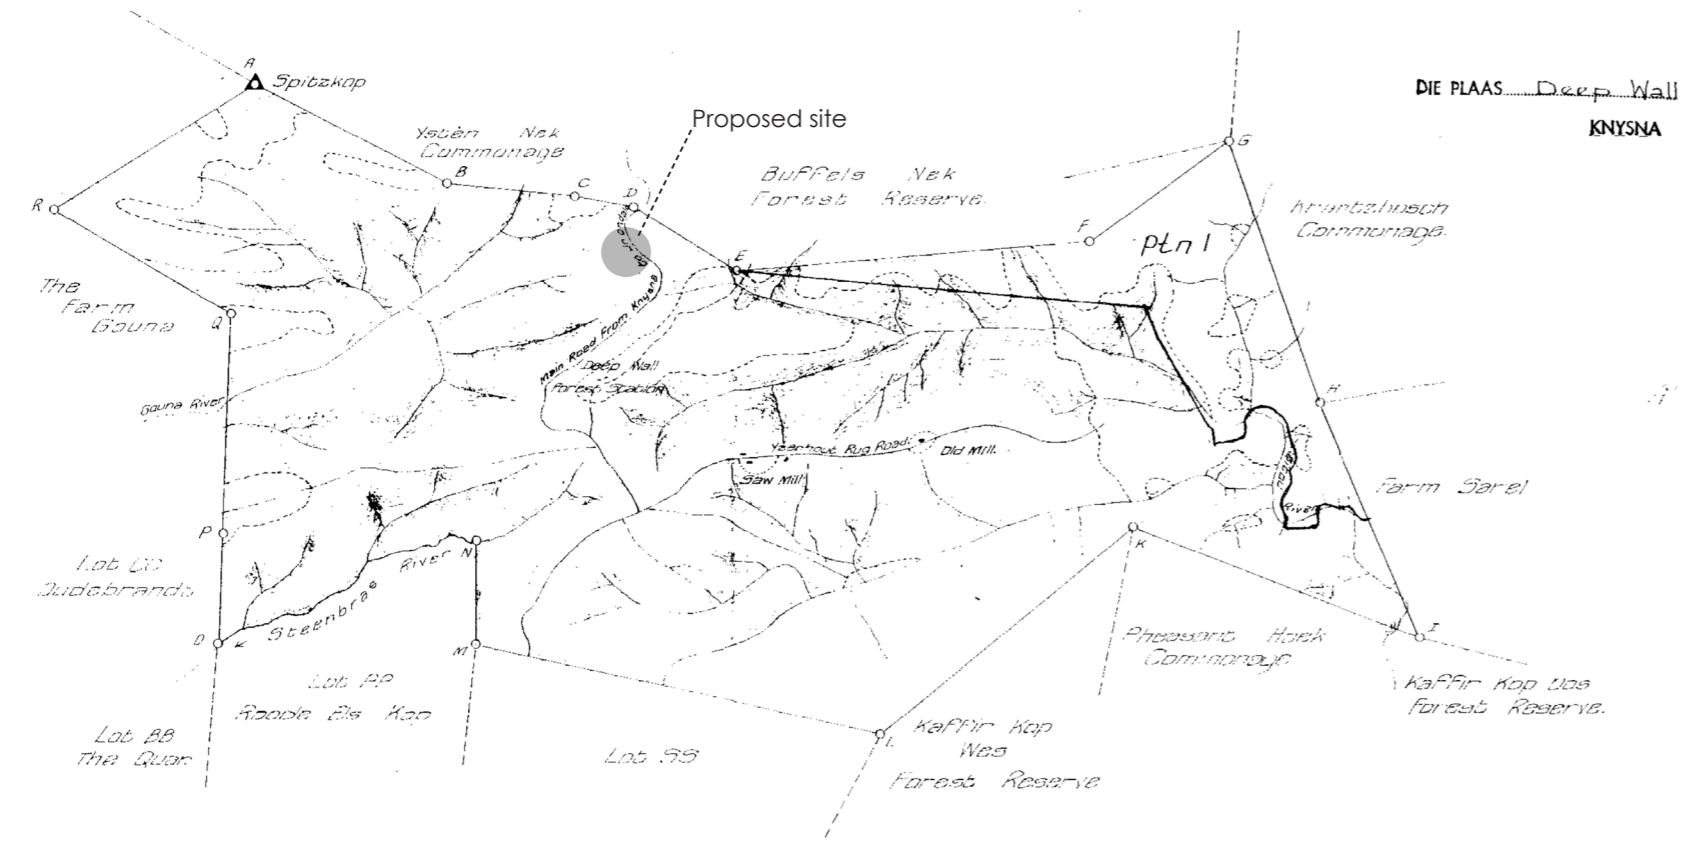 A
Spitzkop
DIE PLAAS Deep Wall
KNYSNA
Proposed site
Ysten Nek
Commonage
B
C
D
Buffels Nek
Forest Reserve.
G
R
Krantzbosch
Commonage.
F
Ptn 1
E
The
Farm
Gouna
Q
Main Road From Knysna
Deep Wall
Forest Station
Gouna River
H
Yzerhout Rug Road
Old Mill.
Saw Mill
Farm Sarel
River
P
N
K
Lot CC
Oudebrands
Steenbras River
O
M
I
Pheasant Hoek
Commonage
Lot PP
Roode Els Kop
Kaffir Kop Oos
Forest Reserve.
Lot BB
The Quar
Lot SS
L
Kaffir Kop
Wes
Forest Reserve